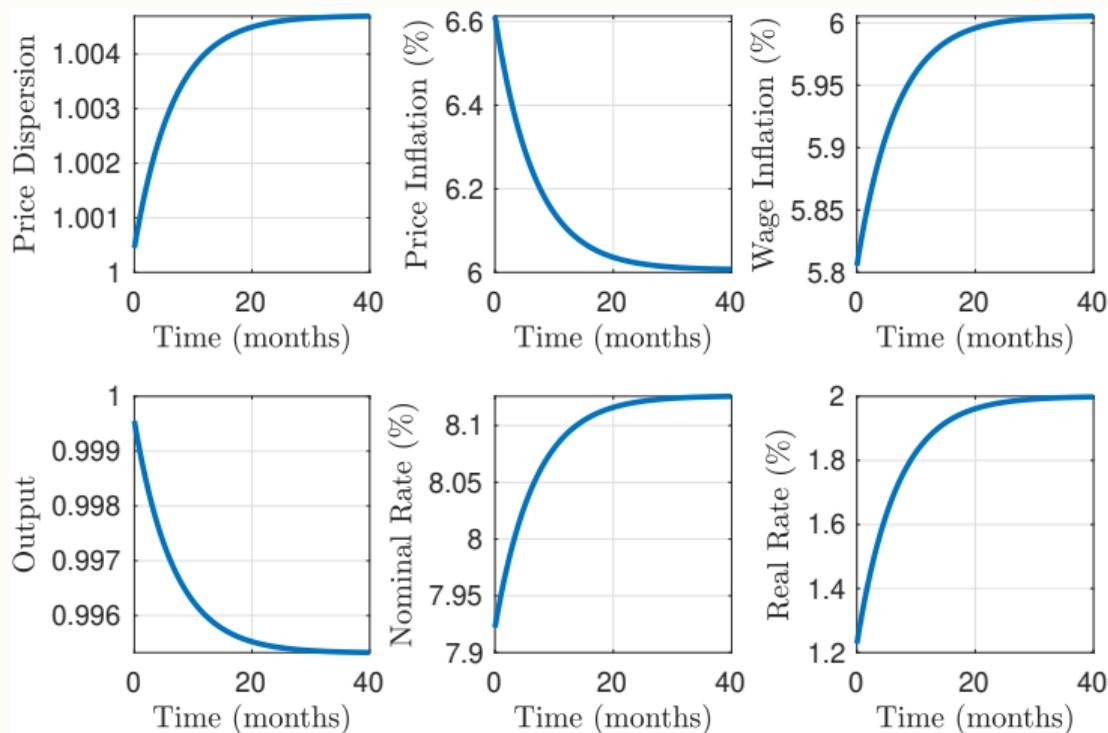 Price Dispersion
1.004
1.003
1.002
1.001
1
0 20 40
Time (months)
Price Inflation (%)
6.6
6.4
6.2
6
0 20 40
Time (months)
Wage Inflation (%)
6
5.95
5.9
5.85
5.8
0 20 40
Time (months)
Output
1
0.999
0.998
0.997
0.996
0 20 40
Time (months)
Nominal Rate (%)
8.1
8.05
8
7.95
7.9
0 20 40
Time (months)
Real Rate (%)
2
1.8
1.6
1.4
1.2
0 20 40
Time (months)